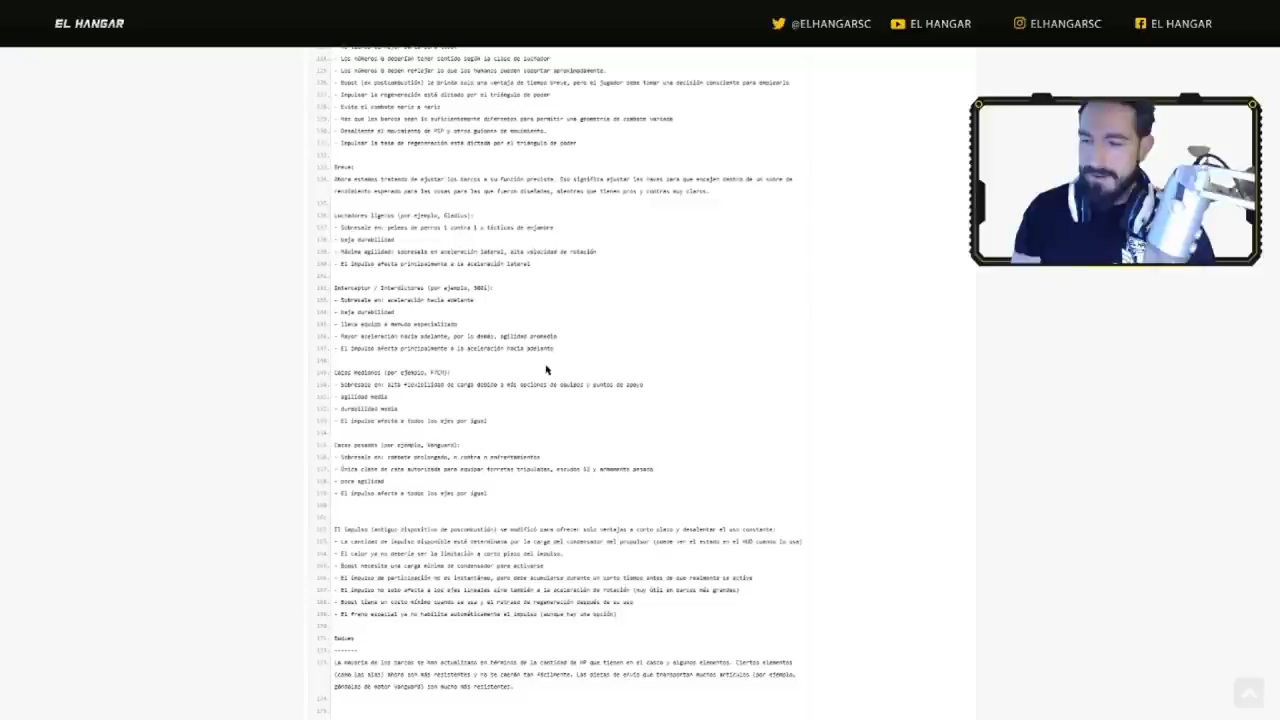 EL HANGAR
@ELHANGARSC
EL HANGAR
ELHANGARSC
EL HANGAR
- Los números G deberían tener sentido según la clase de luchador
- Los números G deben reflejar lo que los humanos pueden soportar aproximadamente.
- Boost (ex postcombustión) le brinda solo una ventaja de tiempo breve, pero el jugador debe tomar una decisión consciente para emplearlo
- Impulsar la regeneración está dictado por el triángulo de poder
- Evite el combate nariz a nariz
- Haz que los barcos sean lo suficientemente diferentes para permitir una geometría de combate variada
- Desaliente el movimiento de PIP y otros guiones de movimiento.
- Impulsar la tasa de regeneración está dictada por el triángulo de poder
Breve:
Ahora estamos tratando de ajustar los barcos a su función prevista. Eso significa ajustar las naves para que encajen dentro de un sobre de
rendimiento esperado para las cosas para las que fueron diseñadas, mientras que tienen pros y contras muy claros.
Luchadores ligeros (por ejemplo, Gladius):
- Sobresale en: peleas de perros 1 contra 1 o tácticas de enjambre
- baja durabilidad
- Máxima agilidad: sobresale en aceleración lateral, alta velocidad de rotación
- El impulso afecta principalmente a la aceleración lateral
Interceptor / Interdictores (por ejemplo, 300i):
- Sobresale en: aceleración hacia adelante
- baja durabilidad
- lleva equipo a menudo especializado
- Mayor aceleración hacia adelante, por lo demás, agilidad promedio
- El impulso afecta principalmente a la aceleración hacia adelante
Cazas medianos (por ejemplo, F7CM):
- Sobresale en: alta flexibilidad de carga debido a más opciones de equipos y puntos de apoyo
- agilidad media
- durabilidad media
- El impulso afecta a todos los ejes por igual
Cazas pesados (por ejemplo, Vanguard):
- Sobresale en: combate prolongado, n contra n enfrentamientos
- Única clase de caza autorizada para equipar torretas tripuladas, escudos S2 y armamento pesado
- poca agilidad
- El impulso afecta a todos los ejes por igual
El impulso (antiguo dispositivo de postcombustión) se modificó para ofrecer solo ventajas a corto plazo y desalentar el uso constante:
- La cantidad de impulso disponible está determinada por la carga del condensador del propulsor (puede ver el estado en el HUD cuando lo usa)
- El calor ya no debería ser la limitación a corto plazo del impulso.
- Boost necesita una carga mínima de condensador para activarse
- El impulso de participación no es instantáneo, pero debe acumularse durante un corto tiempo antes de que realmente se active
- El impulso no solo afecta a los ejes lineales sino también a la aceleración de rotación (muy útil en barcos más grandes)
- Boost tiene un costo mínimo cuando se usa y el retraso de regeneración después de su uso
- El freno espacial ya no habilita automáticamente el impulso (aunque hay una opción)
-------
La mayoría de los barcos se han actualizado en términos de la cantidad de HP que tienen en el casco y algunos elementos. Ciertos elementos
(como las alas) ahora son más resistentes y no se caerán tan fácilmente. Las piezas de envío que transportan muchos artículos (por ejemplo,
góndolas de motor Vanguard) son mucho más resistentes.